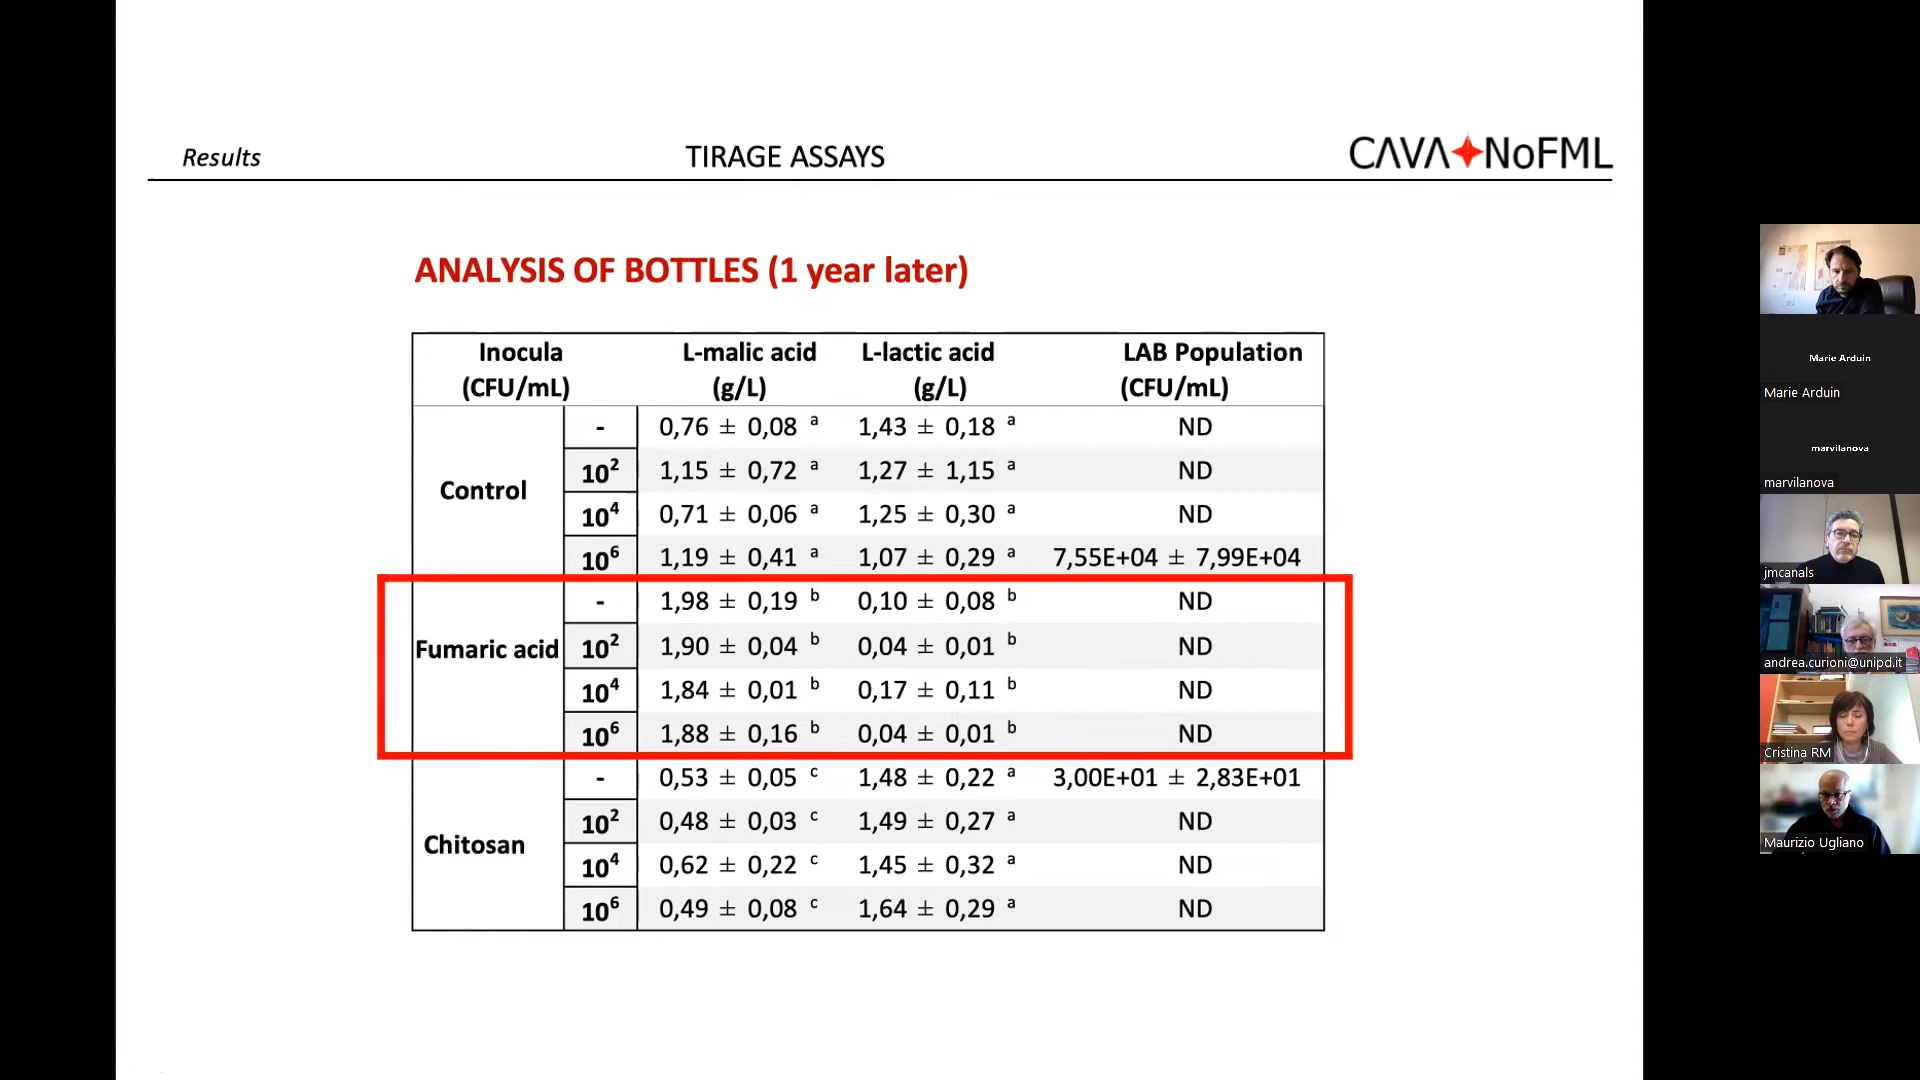 Results
TIRAGE ASSAYS
CAVA NoFML
ANALYSIS OF BOTTLES (1 year later)
Inocula (CFU/mL) L-malic acid (g/L) L-lactic acid (g/L) LAB Population (CFU/mL)
Control
- 0,76 ± 0,08 a 1,43 ± 0,18 a ND
10² 1,15 ± 0,72 a 1,27 ± 1,15 a ND
10⁴ 0,71 ± 0,06 a 1,25 ± 0,30 a ND
10⁶ 1,19 ± 0,41 a 1,07 ± 0,29 a 7,55E+04 ± 7,99E+04
Fumaric acid
- 1,98 ± 0,19 b 0,10 ± 0,08 b ND
10² 1,90 ± 0,04 b 0,04 ± 0,01 b ND
10⁴ 1,84 ± 0,01 b 0,17 ± 0,11 b ND
10⁶ 1,88 ± 0,16 b 0,04 ± 0,01 b ND
Chitosan
- 0,53 ± 0,05 c 1,48 ± 0,22 a 3,00E+01 ± 2,83E+01
10² 0,48 ± 0,03 c 1,49 ± 0,27 a ND
10⁴ 0,62 ± 0,22 c 1,45 ± 0,32 a ND
10⁶ 0,49 ± 0,08 c 1,64 ± 0,29 a ND
Marie Arduin
Marie Arduin
marvilanova
marvilanova
jmcanals
andrea.curioni@unipd.it
Cristina RM
Maurizio Ugliano